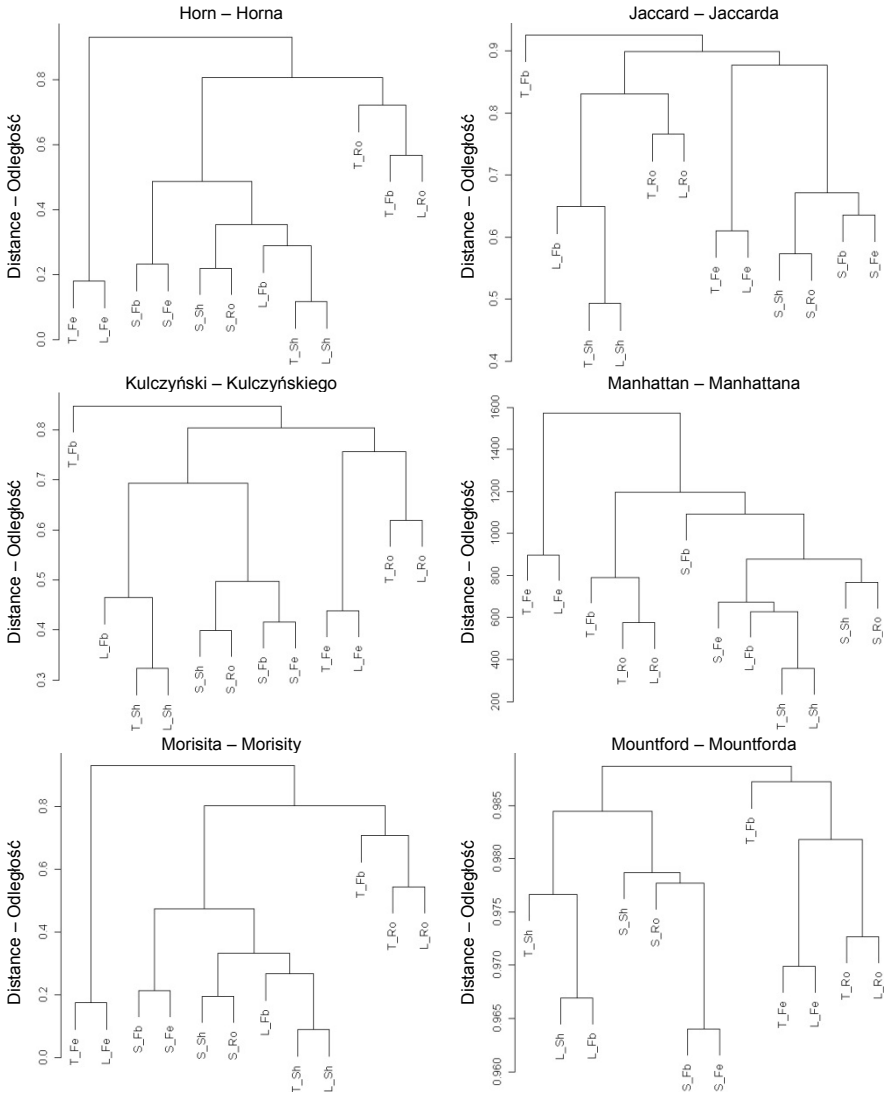 Horn – Horna
Distance – Odległość
0.8
0.6
0.4
0.2
0.0
T_Fe
L_Fe
S_Fb
S_Fe
S_Sh
S_Ro
L_Fb
T_Sh
L_Sh
T_Ro
T_Fb
L_Ro
Jaccard – Jaccarda
0.9
0.8
0.7
0.6
0.5
0.4
T_Fb
L_Fb
T_Sh
L_Sh
T_Ro
L_Ro
T_Fe
L_Fe
S_Sh
S_Ro
S_Fb
S_Fe
Kulczyński – Kulczyńskiego
Distance – Odległość
0.8
0.7
0.6
0.5
0.4
0.3
T_Fb
L_Fb
T_Sh
L_Sh
S_Sh
S_Ro
S_Fb
S_Fe
T_Fe
L_Fe
T_Ro
L_Ro
Manhattan – Manhattana
Distance – Odległość
1600
1400
1200
1000
800
600
400
200
T_Fe
L_Fe
T_Fb
T_Ro
L_Ro
S_Fb
S_Fe
L_Fb
T_Sh
L_Sh
S_Sh
S_Ro
Morisita – Morisity
Distance – Odległość
0.8
0.6
0.4
0.2
0.0
T_Fe
L_Fe
S_Fb
S_Fe
S_Sh
S_Ro
L_Fb
T_Sh
L_Sh
T_Fb
T_Ro
L_Ro
Mountford – Mountforda
Distance – Odległość
0.985
0.980
0.975
0.970
0.965
0.960
T_Sh
L_Sh
L_Fb
S_Sh
S_Ro
S_Fb
S_Fe
T_Fb
T_Fe
L_Fe
T_Ro
L_Ro
Distance – Odległość